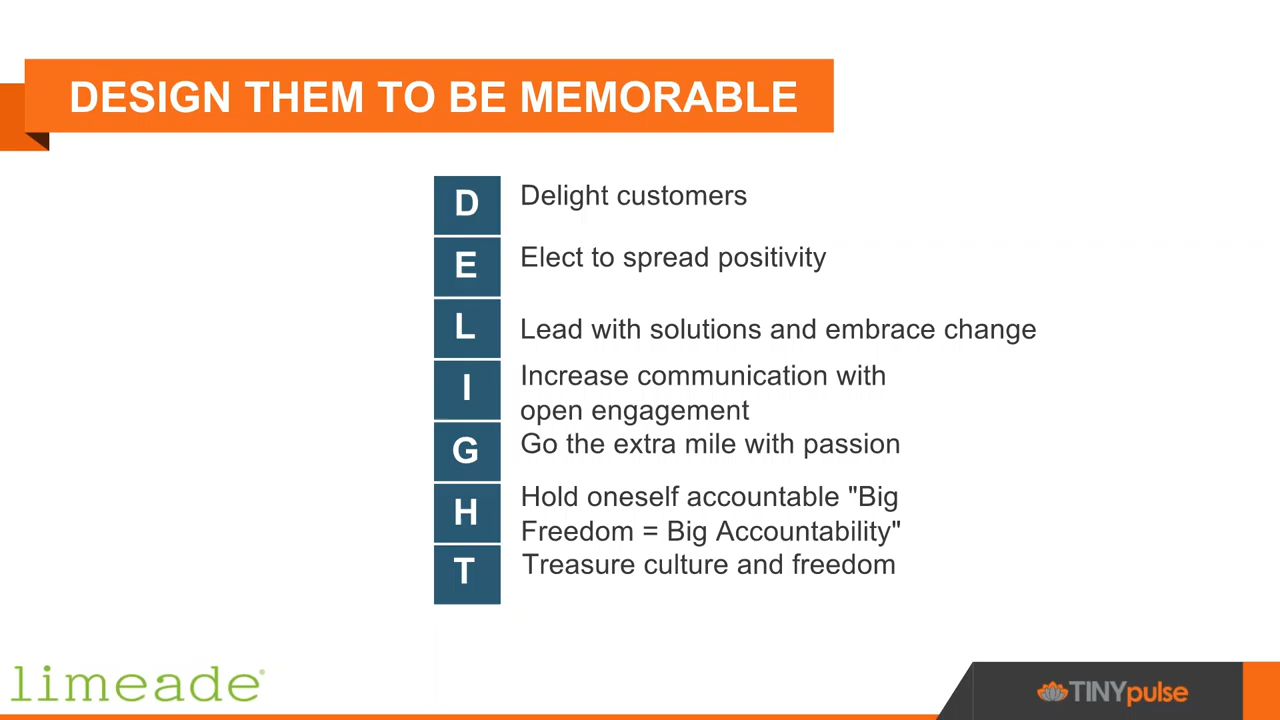 DESIGN THEM TO BE MEMORABLE
D Delight customers
E Elect to spread positivity
L Lead with solutions and embrace change
I Increase communication with
open engagement
G Go the extra mile with passion
H Hold oneself accountable "Big
Freedom = Big Accountability"
T Treasure culture and freedom
limeade®
TINYpulse